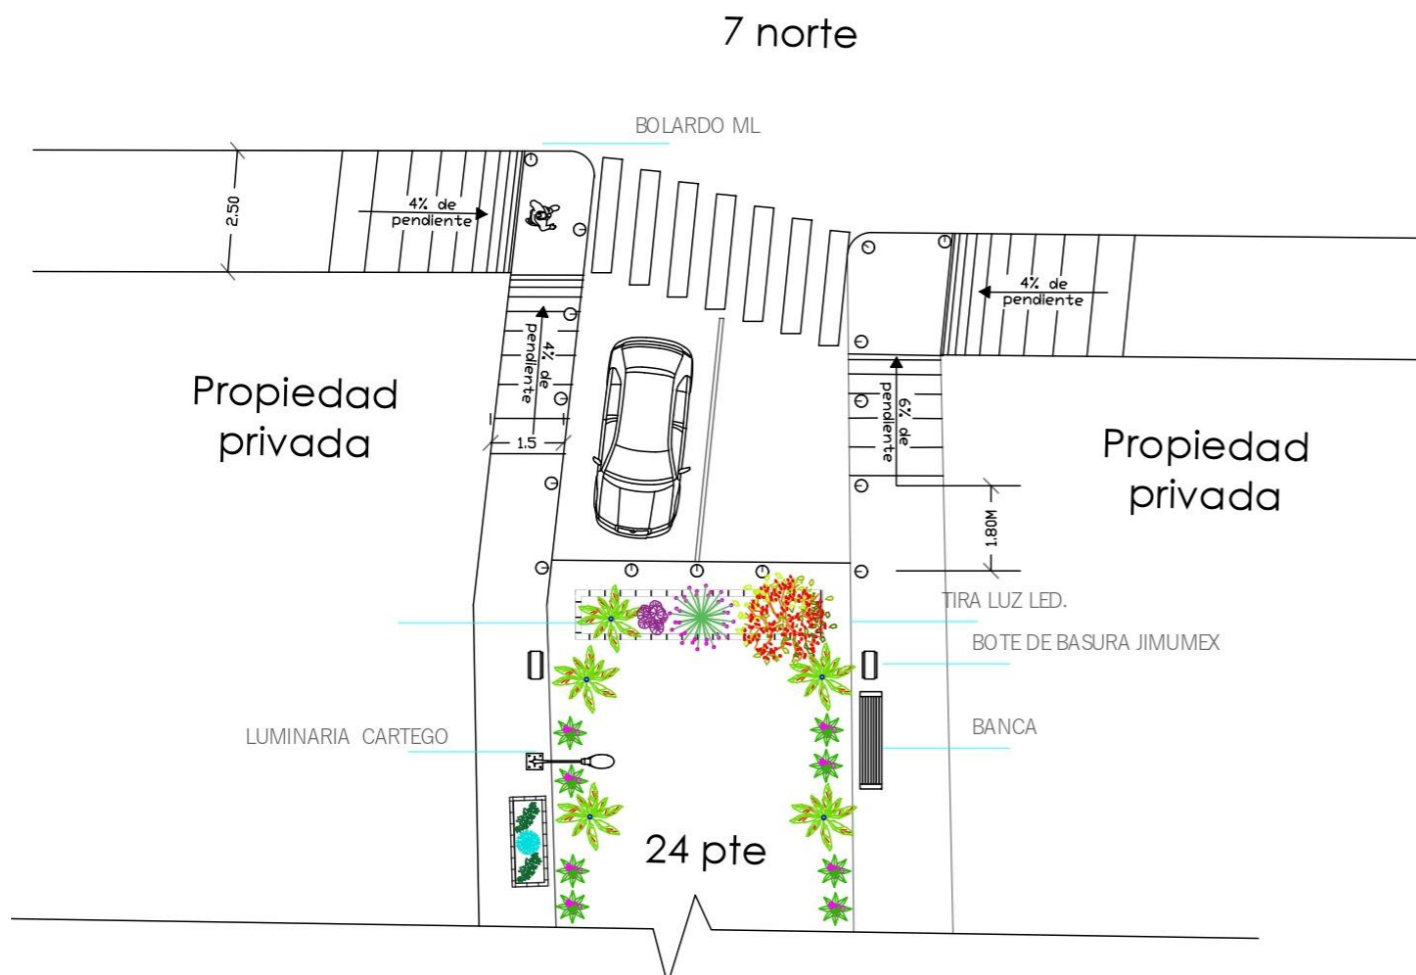 7 norte
BOLARDO ML
2.50
4% de
pendiente
4% de
pendiente
4% de
pendiente
6% de
pendiente
Propiedad
privada
1.5
Propiedad
privada
1.80M
TIRA LUZ LED.
BOTE DE BASURA JIMUMEX
LUMINARIA CARTEGO
BANCA
24 pte